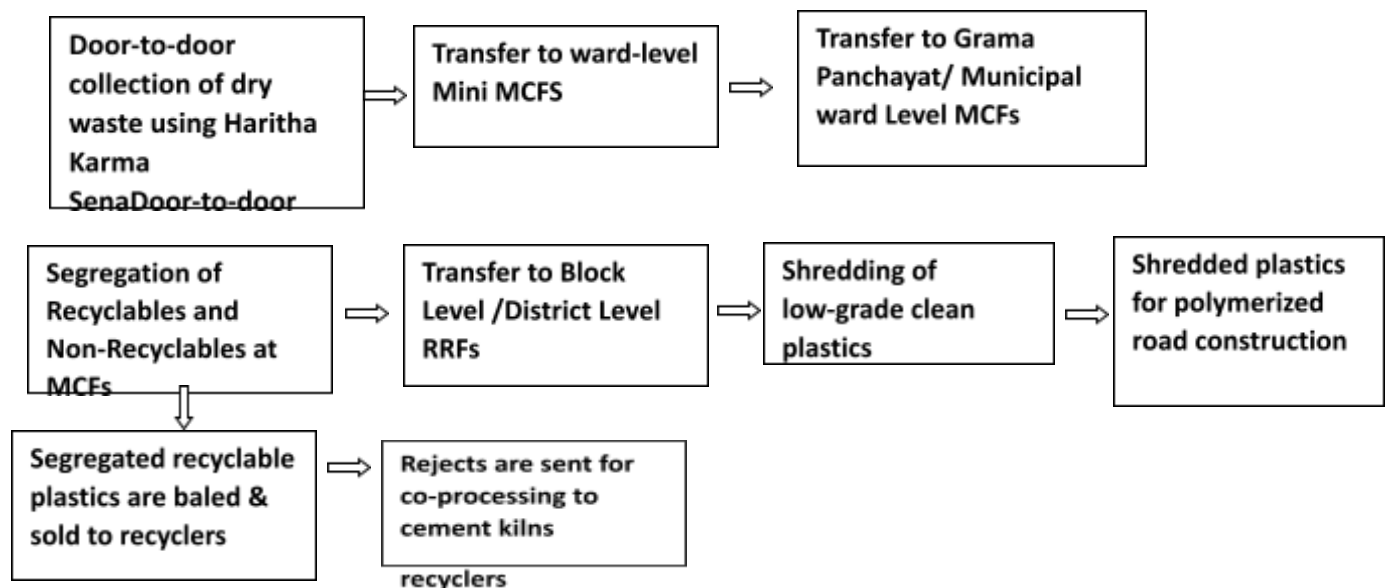 Door-to-door
collection of dry
waste using Haritha
Karma
SenaDoor-to-door
Transfer to ward-level
Mini MCFS
Transfer to Grama
Panchayat/ Municipal
ward Level MCFs
Segregation of
Recyclables and
Non-Recyclables at
MCFs
Transfer to Block
Level /District Level
RRFs
Shredding of
low-grade clean
plastics
Shredded plastics
for polymerized
road construction
Segregated recyclable
plastics are baled &
sold to recyclers
Rejects are sent for
co-processing to
cement kilns
recyclers